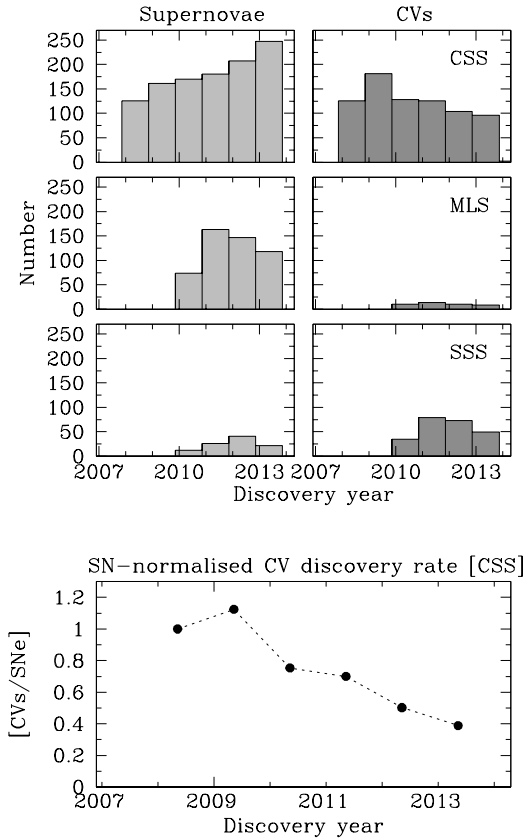 Supernovae CVs
250
200
150
100
50
0
CSS
250
200
150
100
50
0
MLS
Number
250
200
150
100
50
0
SSS
2007 2010 2013 2007 2010 2013
Discovery year
SN-normalised CV discovery rate [CSS]
1.2
1
0.8
0.6
0.4
0.2
0
[CVs/SNe]
2007 2009 2011 2013
Discovery year